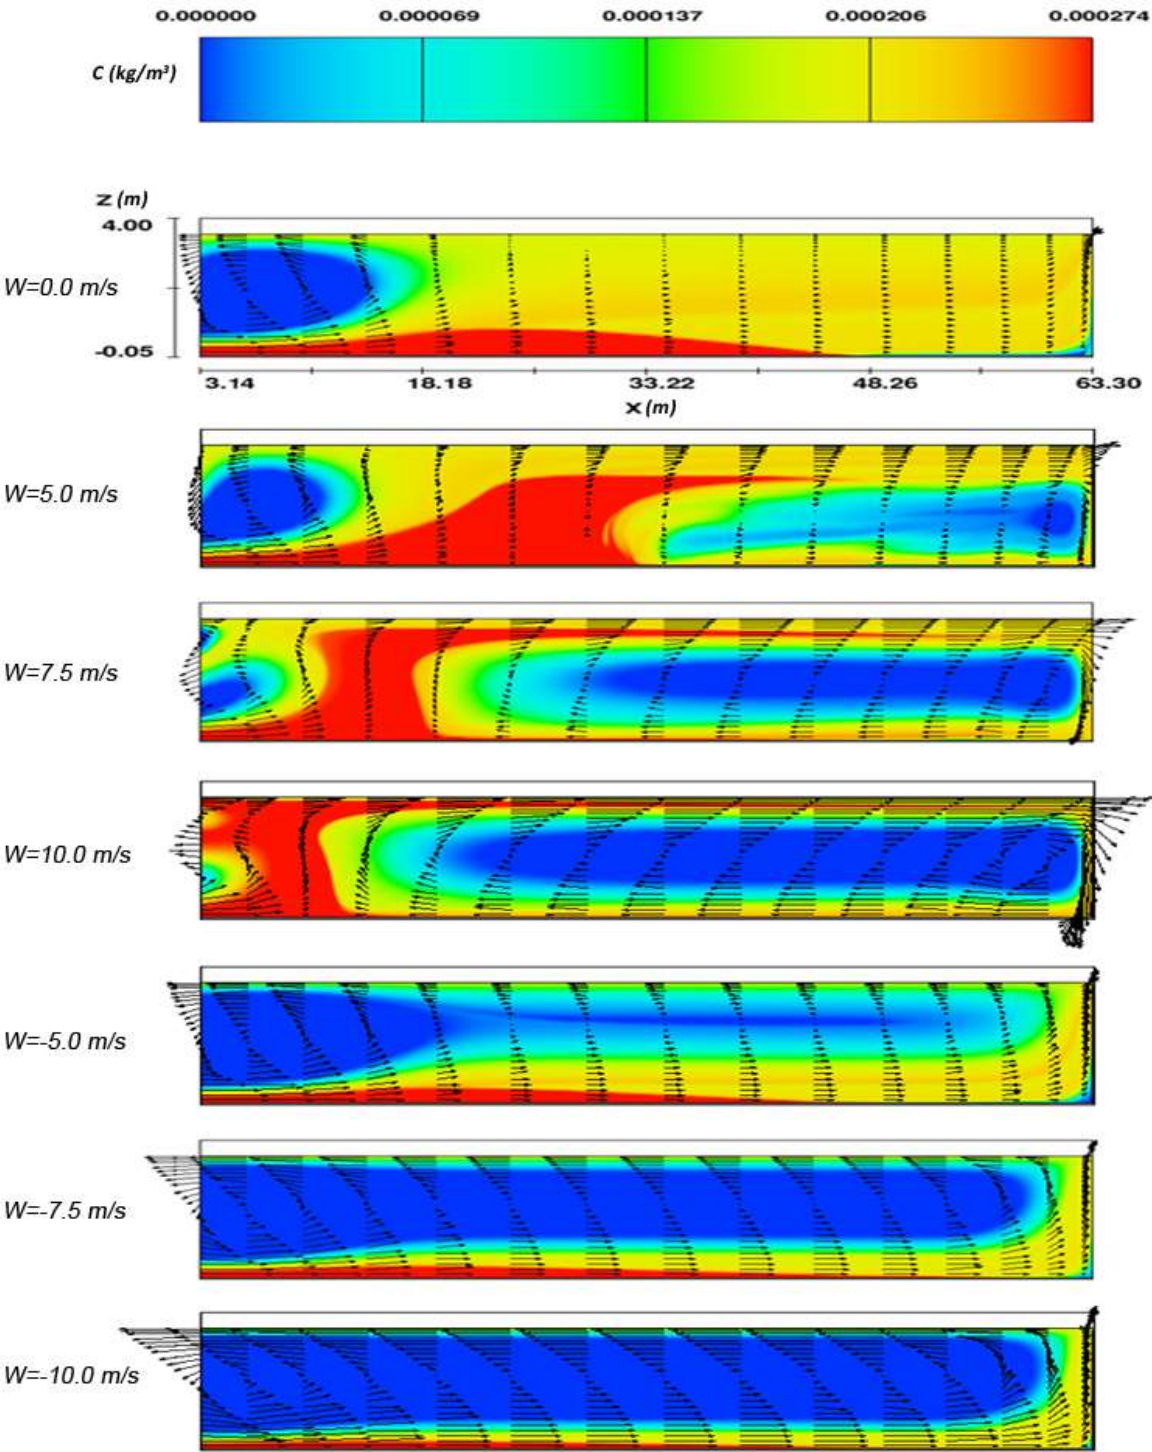 0.000000 0.000069 0.000137 0.000206 0.000274
C (kg/m³)
Z (m)
4.00
W=0.0 m/s
-0.05
3.14 18.18 33.22 48.26 63.30
X (m)
W=5.0 m/s
W=7.5 m/s
W=10.0 m/s
W=-5.0 m/s
W=-7.5 m/s
W=-10.0 m/s